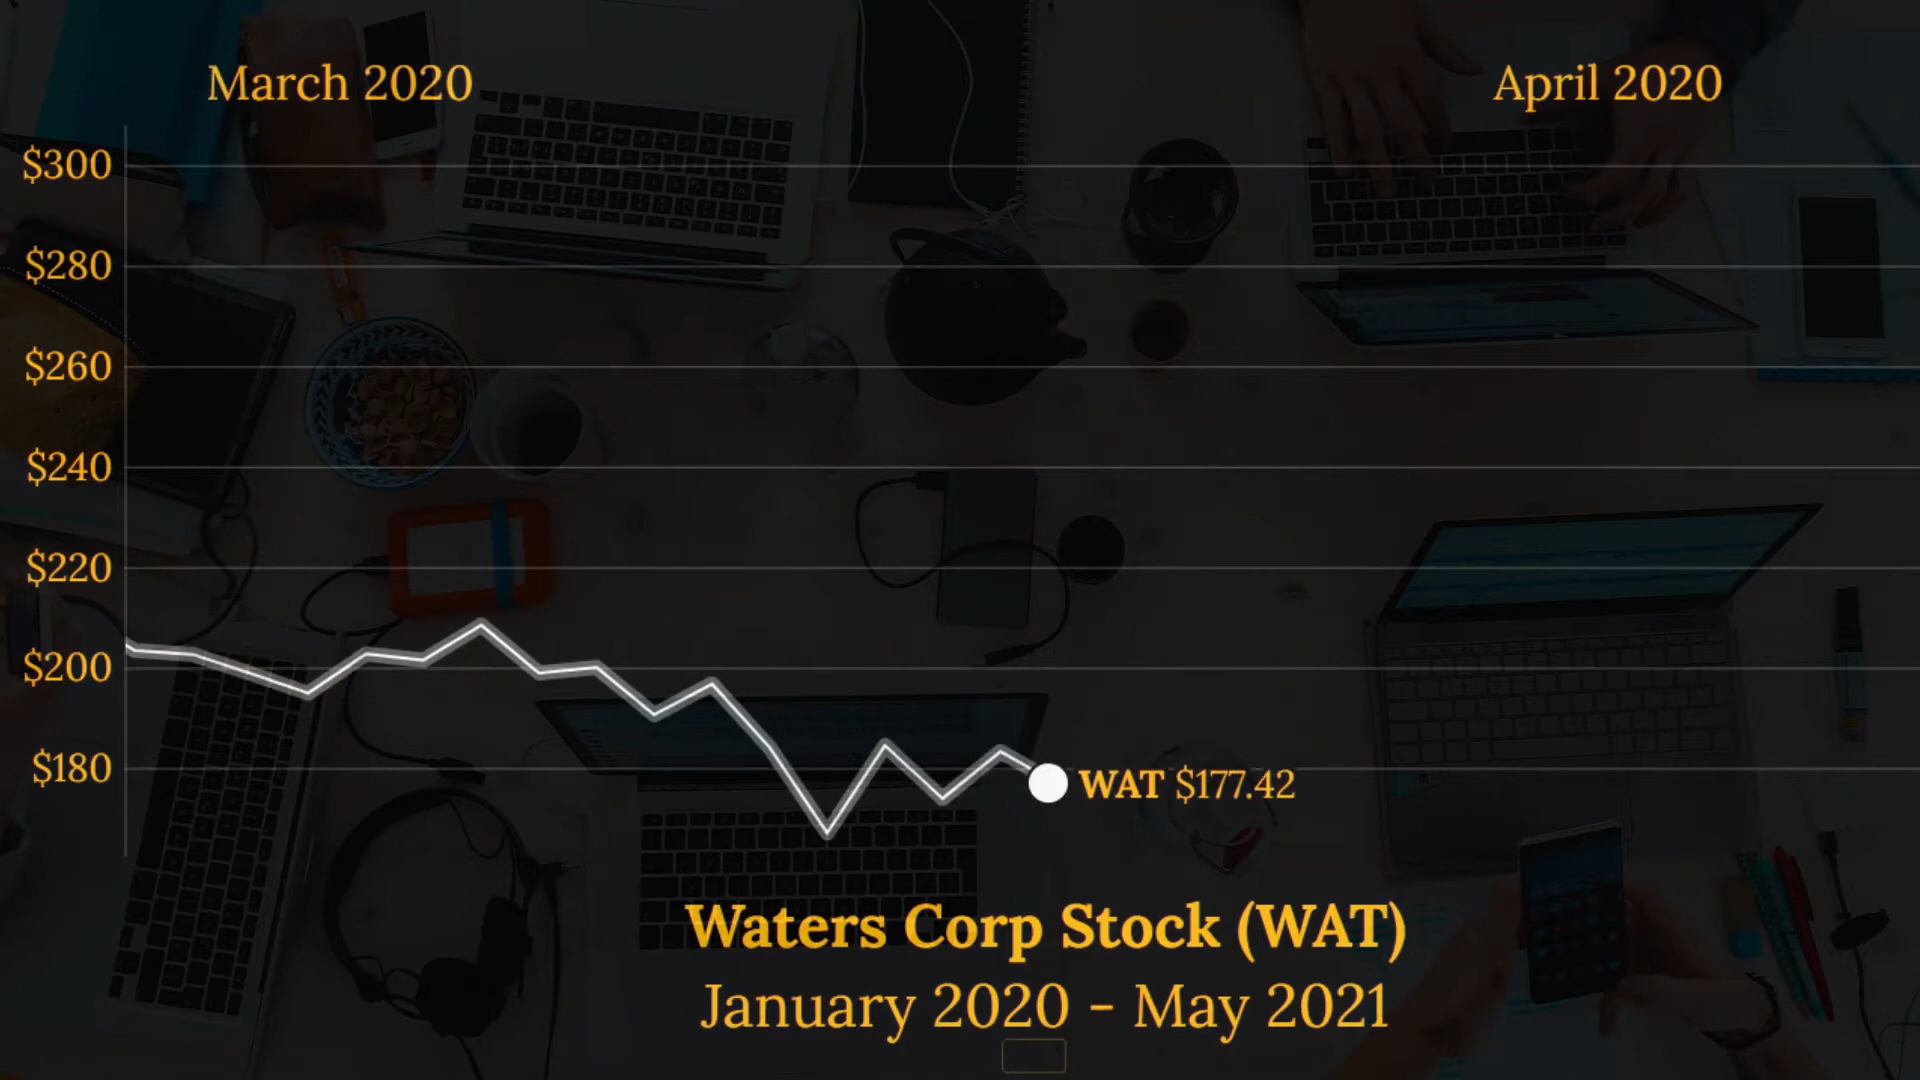 March 2020
April 2020
$300
$280
$260
$240
$220
$200
$180
WAT $177.42
Waters Corp Stock (WAT)
January 2020 - May 2021